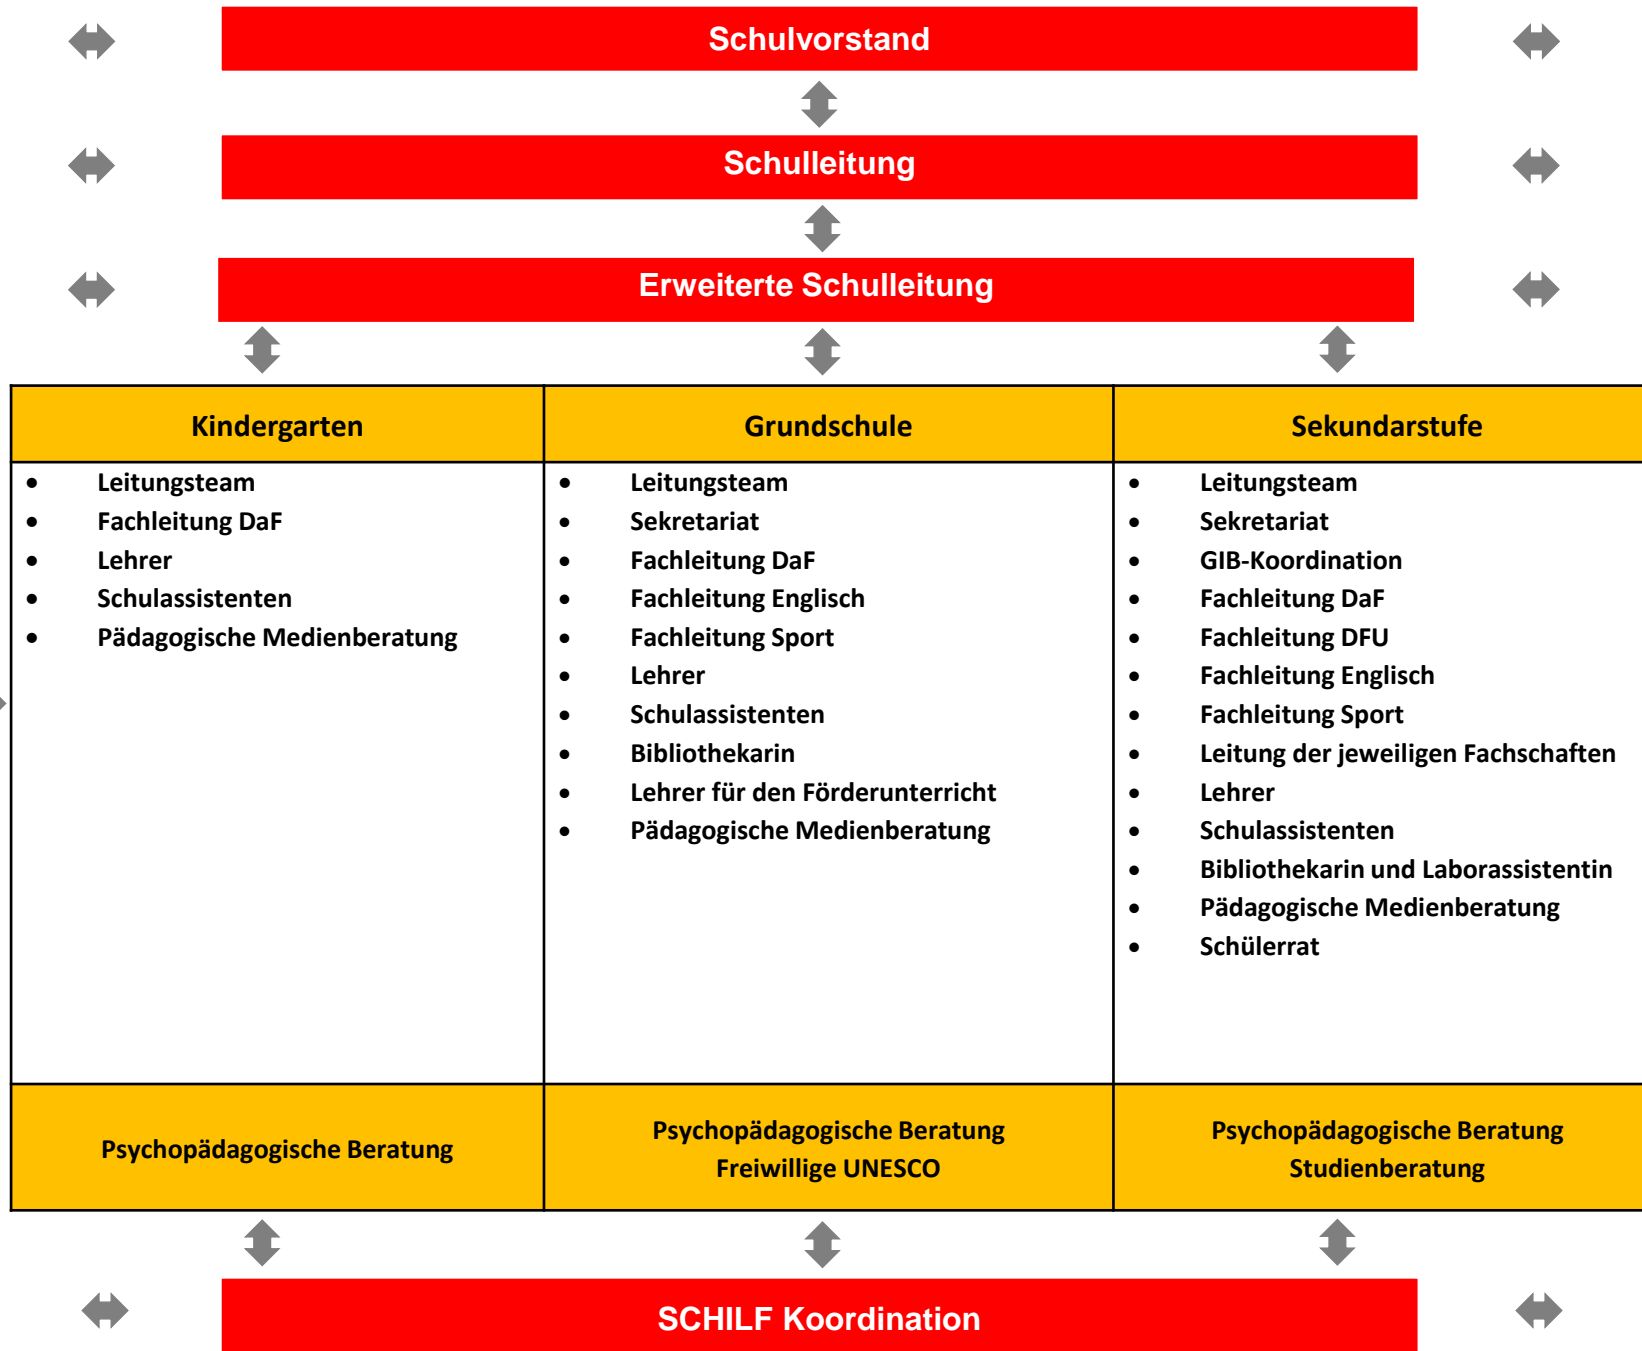 Schulvorstand
Schulleitung
Erweiterte Schulleitung
Kindergarten
• Leitungsteam
• Fachleitung DaF
• Lehrer
• Schulassistenten
• Pädagogische Medienberatung
Psychopädagogische Beratung
Grundschule
• Leitungsteam
• Sekretariat
• Fachleitung DaF
• Fachleitung Englisch
• Fachleitung Sport
• Lehrer
• Schulassistenten
• Bibliothekarin
• Lehrer für den Förderunterricht
• Pädagogische Medienberatung
Psychopädagogische Beratung
Freiwillige UNESCO
Sekundarstufe
• Leitungsteam
• Sekretariat
• GIB-Koordination
• Fachleitung DaF
• Fachleitung DFU
• Fachleitung Englisch
• Fachleitung Sport
• Leitung der jeweiligen Fachschaften
• Lehrer
• Schulassistenten
• Bibliothekarin und Laborassistentin
• Pädagogische Medienberatung
• Schülerrat
Psychopädagogische Beratung
Studienberatung
SCHILF Koordination